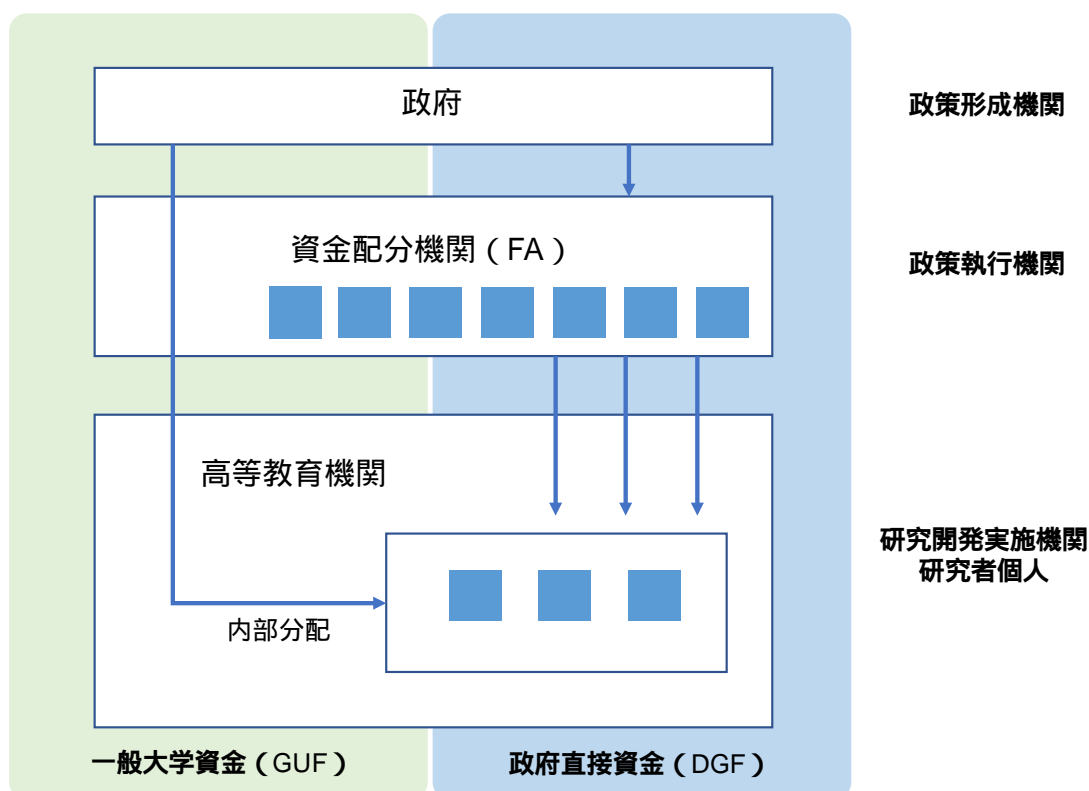 政府
政策形成機関
資金配分機関(FA)
政策執行機関
高等教育機関
研究開発実施機関
研究者個人
内部分配
一般大学資金(GUF)
政府直接資金(DGF)